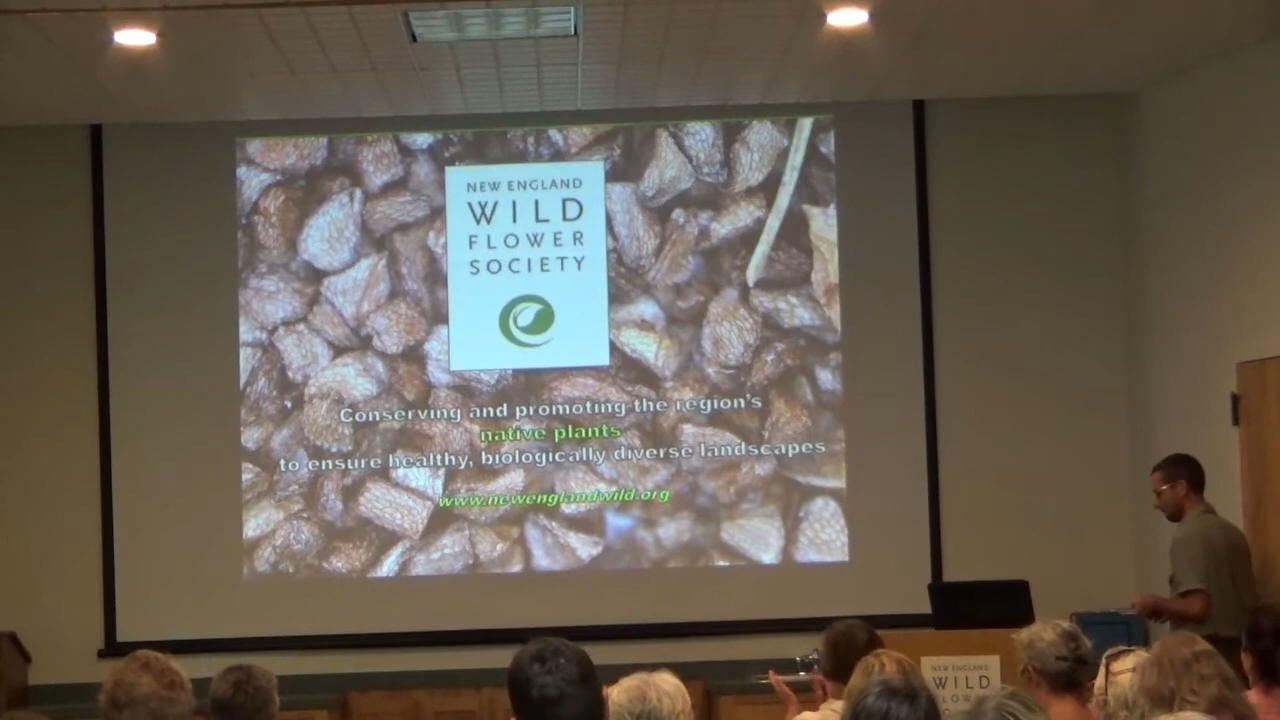 NEW ENGLAND
WILD
FLOWER
SOCIETY
Conserving and promoting the region's
native plants
to ensure healthy, biologically diverse landscapes
www.newenglandwild.org
NEW ENGLAND
WILD